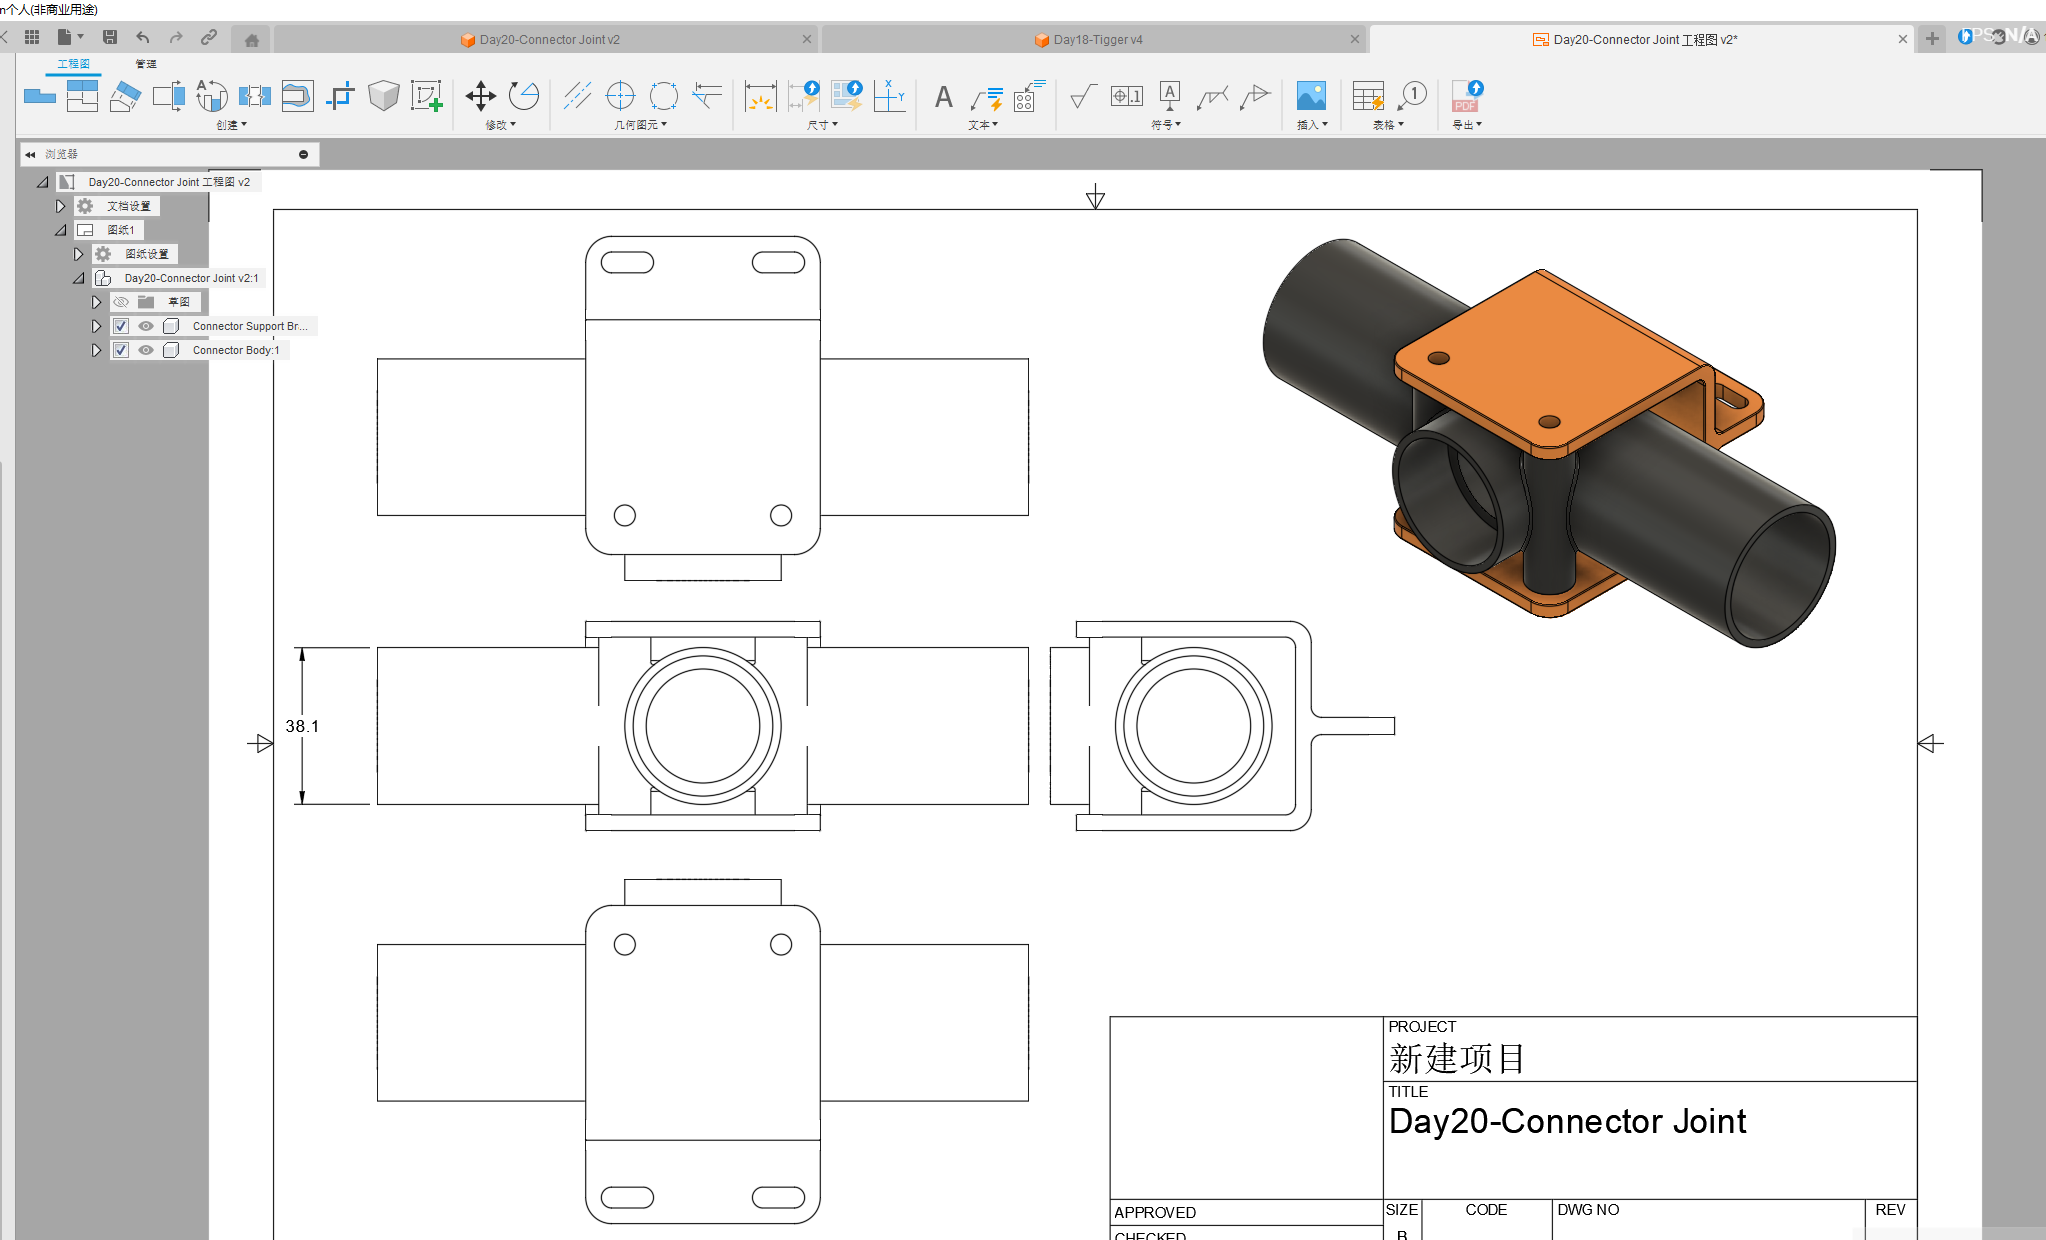 n个人(非商业用途)
Day20-Connector Joint v2
Day18-Tigger v4
Day20-Connector Joint 工程图 v2*
工程图
管理
创建
修改
几何图元
尺寸
文本
符号
插入
表格
导出
浏览器
Day20-Connector Joint 工程图 v2
文档设置
图纸1
图纸设置
Day20-Connector Joint v2:1
草图
Connector Support Br...
Connector Body:1
38.1
PROJECT
新建项目
TITLE
Day20-Connector Joint
APPROVED
SIZE
CODE
DWG NO
REV
CHECKED
B